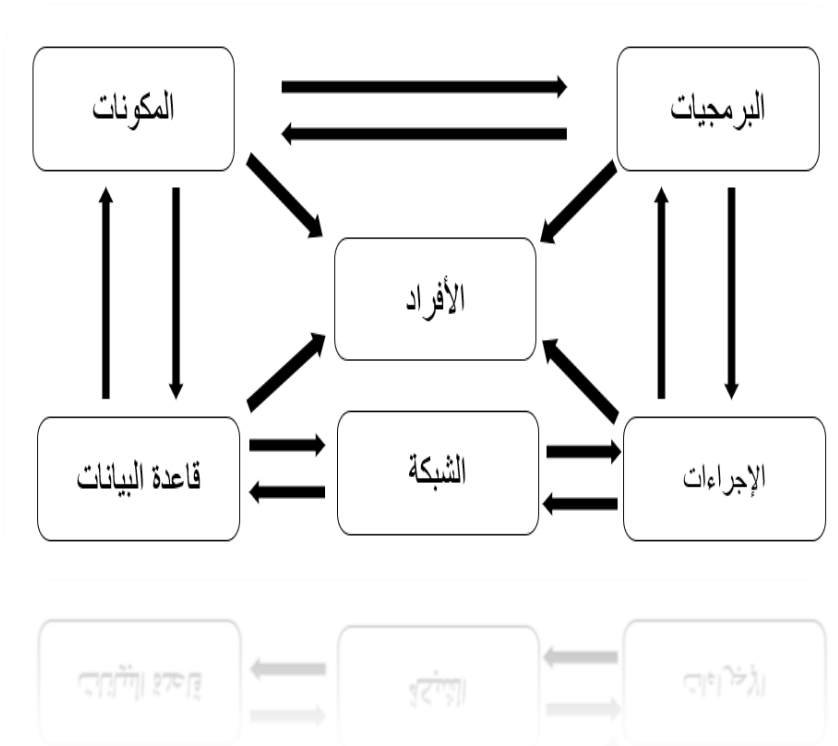 البرمجيات
المكونات
الأفراد
الإجراءات
الشبكة
قاعدة البيانات